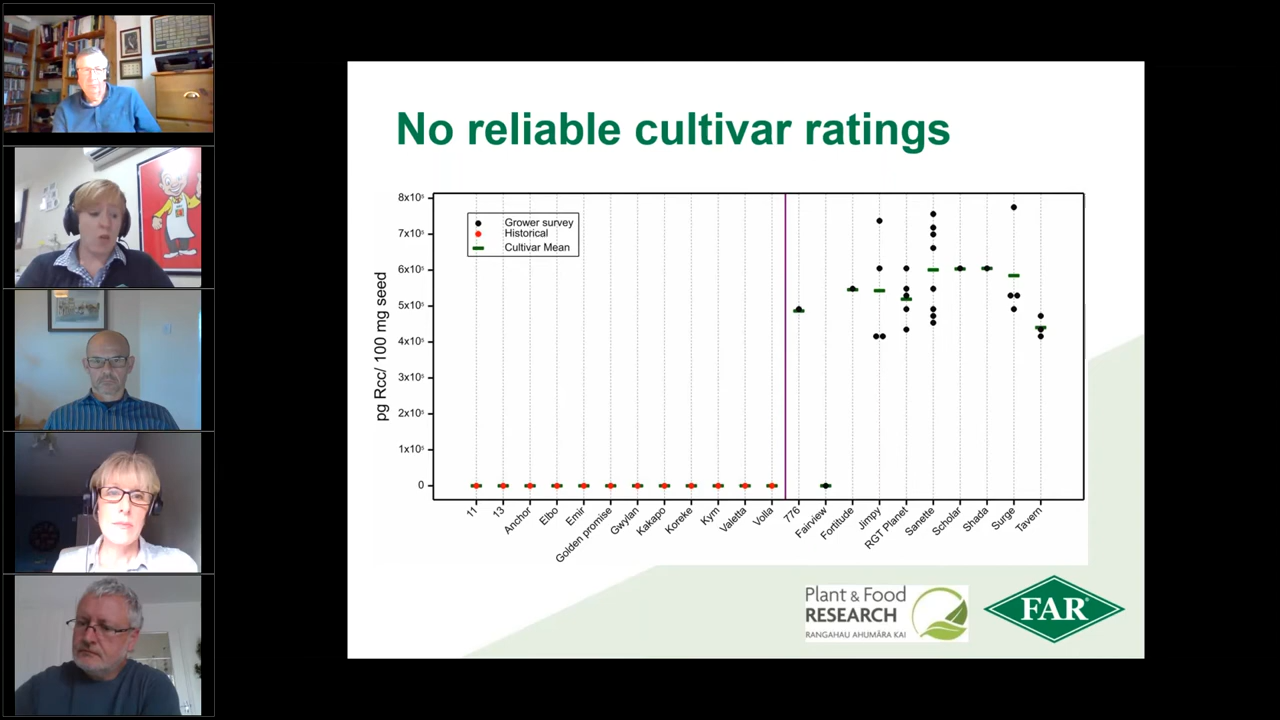 No reliable cultivar ratings
pg Rcc/ 100 mg seed
8x10⁵
7x10⁵
6x10⁵
5x10⁵
4x10⁵
3x10⁵
2x10⁵
1x10⁵
0
Grower survey
Historical
Cultivar Mean
11
13
Anchor
Elbo
Emir
Golden promise
Gwylan
Kakapo
Koreke
Kym
Valetta
Volla
776
Fairview
Fortitude
Jimpy
RGT Planet
Sanette
Scholar
Shada
Surge
Tavern
Plant & Food
RESEARCH
RANGAHAU AHUMĀRA KAI
FAR®